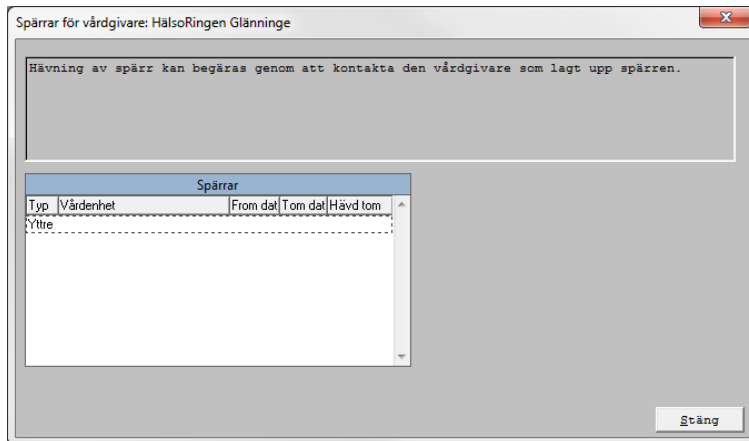 Spärrar för vårdgivare: HälsoRingen Glänninge
Hävning av spärr kan begäras genom att kontakta den vårdgivare som lagt upp spärren.
Spärrar
Typ Vårdenhet From dat Tom dat Hävd tom
Yttre
Stäng